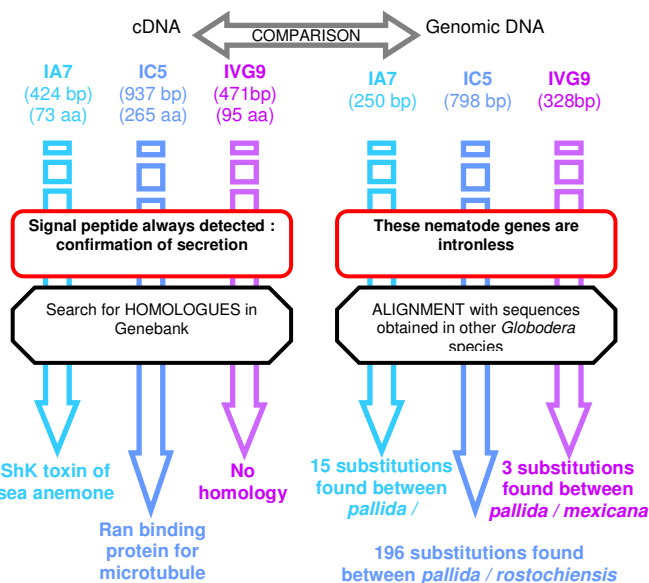 cDNA
COMPARISON
Genomic DNA
IA7
(424 bp)
(73 aa)
IC5
(937 bp)
(265 aa)
IVG9
(471bp)
(95 aa)
IA7
(250 bp)
IC5
(798 bp)
IVG9
(328bp)
Signal peptide always detected :
confirmation of secretion
These nematode genes are
intronless
Search for HOMOLOGUES in
Genebank
ALIGNMENT with sequences
obtained in other Globodera
species
ShK toxin of
sea anemone
No
homology
Ran binding
protein for
microtubule
15 substitutions
found between
pallida /
3 substitutions
found between
pallida / mexicana
196 substitutions found
between pallida / rostochiensis